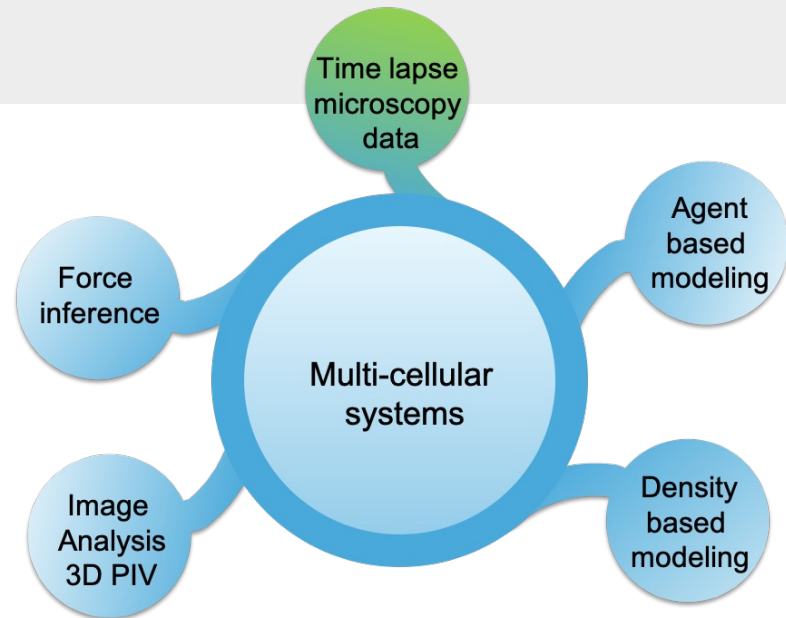 Time lapse
microscopy
data
Agent
based
modeling
Force
inference
Multi-cellular
systems
Image
Analysis
3D PIV
Density
based
modeling